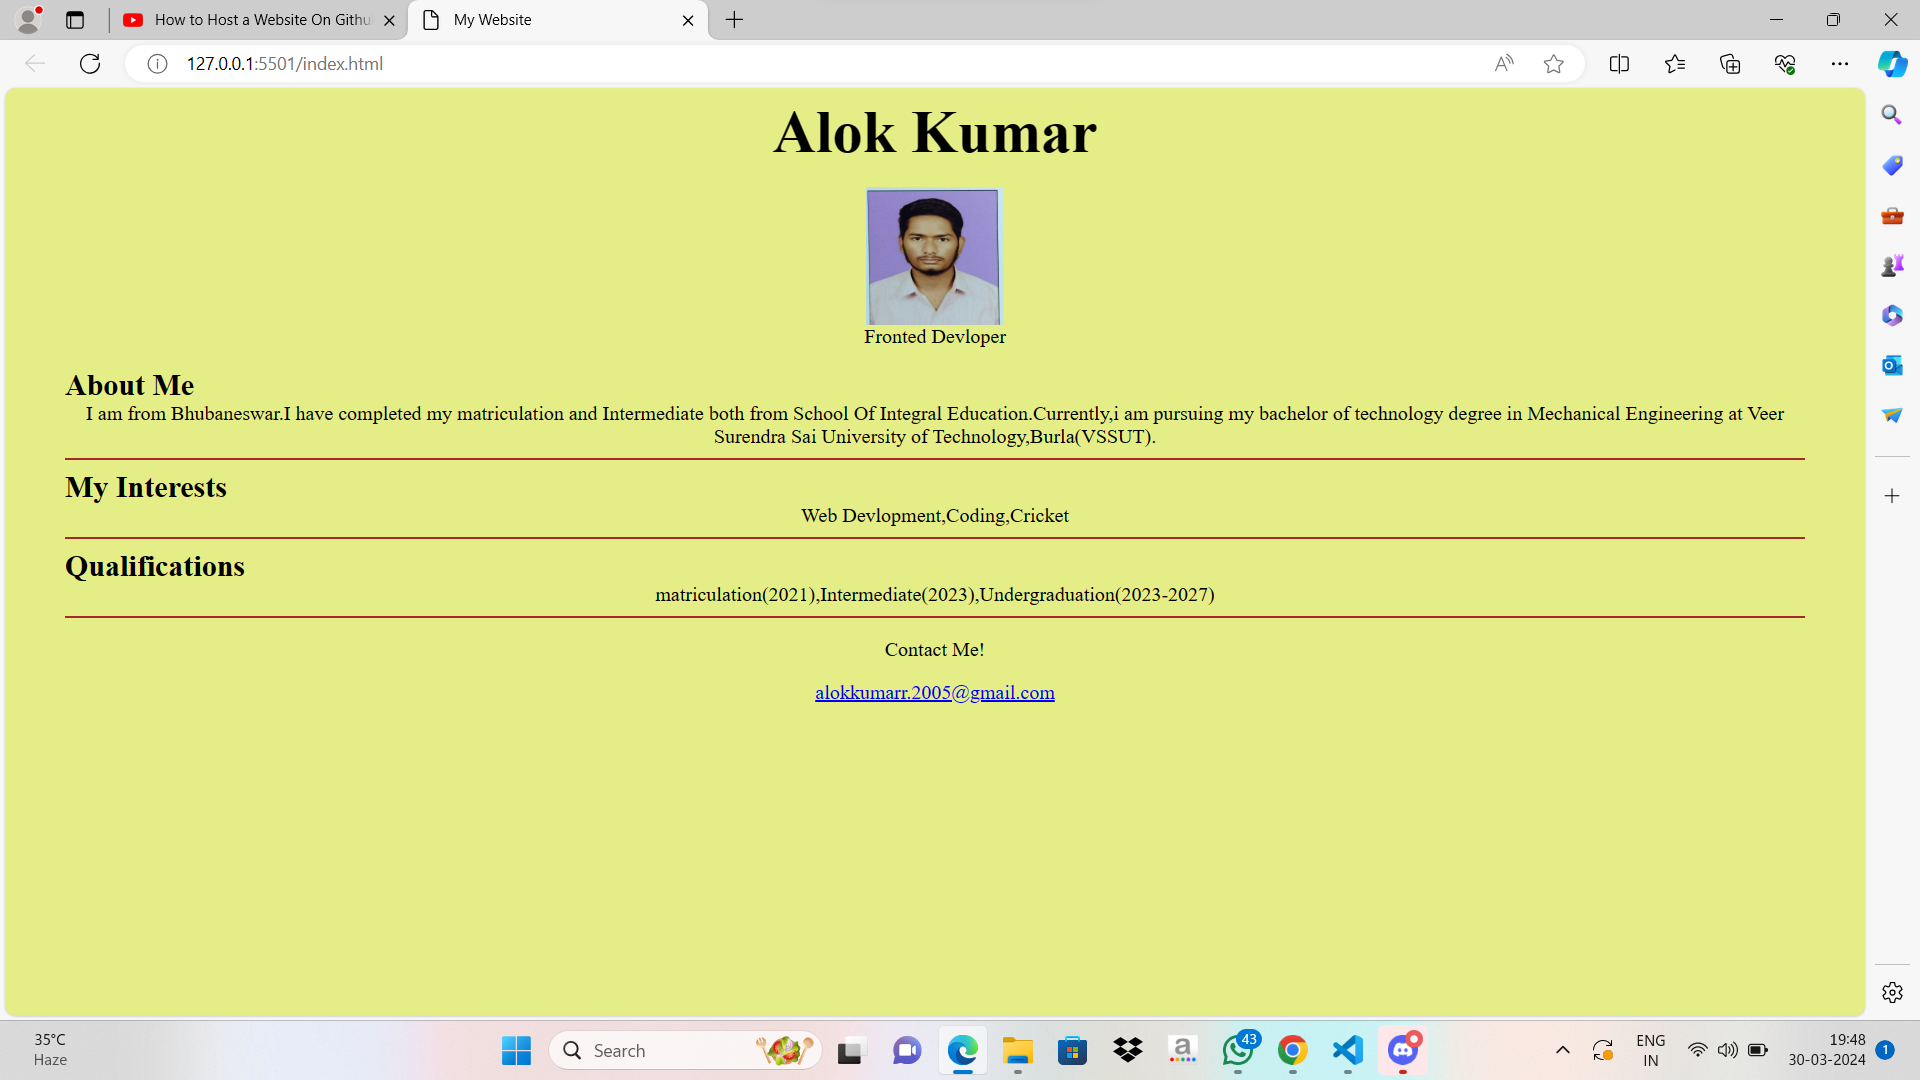 How to Host a Website On Githu
My Website
127.0.0.1:5501/index.html
Alok Kumar
Fronted Devloper
About Me
I am from Bhubaneswar.I have completed my matriculation and Intermediate both from School Of Integral Education.Currently,i am pursuing my bachelor of technology degree in Mechanical Engineering at Veer
Surendra Sai University of Technology,Burla(VSSUT).
My Interests
Web Devlopment,Coding,Cricket
Qualifications
matriculation(2021),Intermediate(2023),Undergraduation(2023-2027)
Contact Me!
alokkumarr.2005@gmail.com
35°C
Haze
Search
43
ENG
IN
19:48
30-03-2024
1